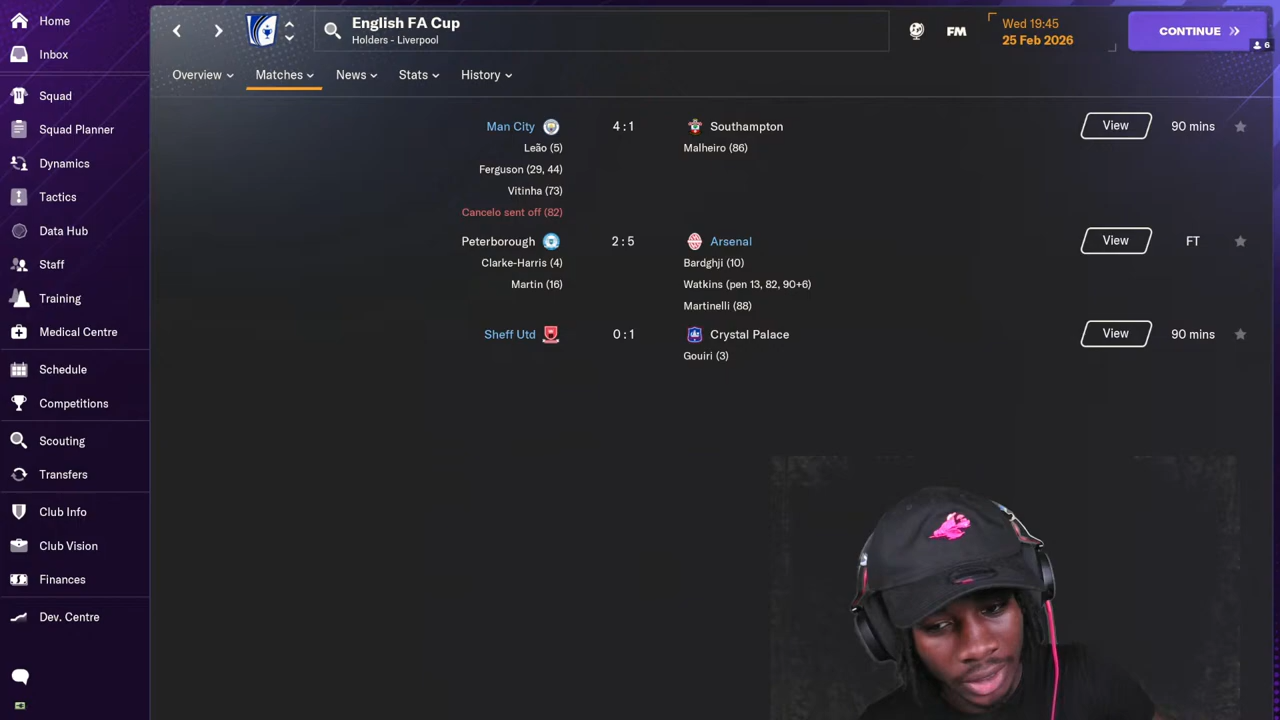 Home
Inbox
Squad
Squad Planner
Dynamics
Tactics
Data Hub
Staff
Training
Medical Centre
Schedule
Competitions
Scouting
Transfers
Club Info
Club Vision
Finances
Dev. Centre
English FA Cup
Holders - Liverpool
FM
Wed 19:45
25 Feb 2026
CONTINUE
6
Overview
Matches
News
Stats
History
Man City 4 : 1 Southampton View 90 mins
Leão (5) Malheiro (86)
Ferguson (29, 44)
Vitinha (73)
Cancelo sent off (82)
Peterborough 2 : 5 Arsenal View FT
Clarke-Harris (4) Bardghji (10)
Martin (16) Watkins (pen 13, 82, 90+6)
Martinelli (88)
Sheff Utd 0 : 1 Crystal Palace View 90 mins
Gouiri (3)